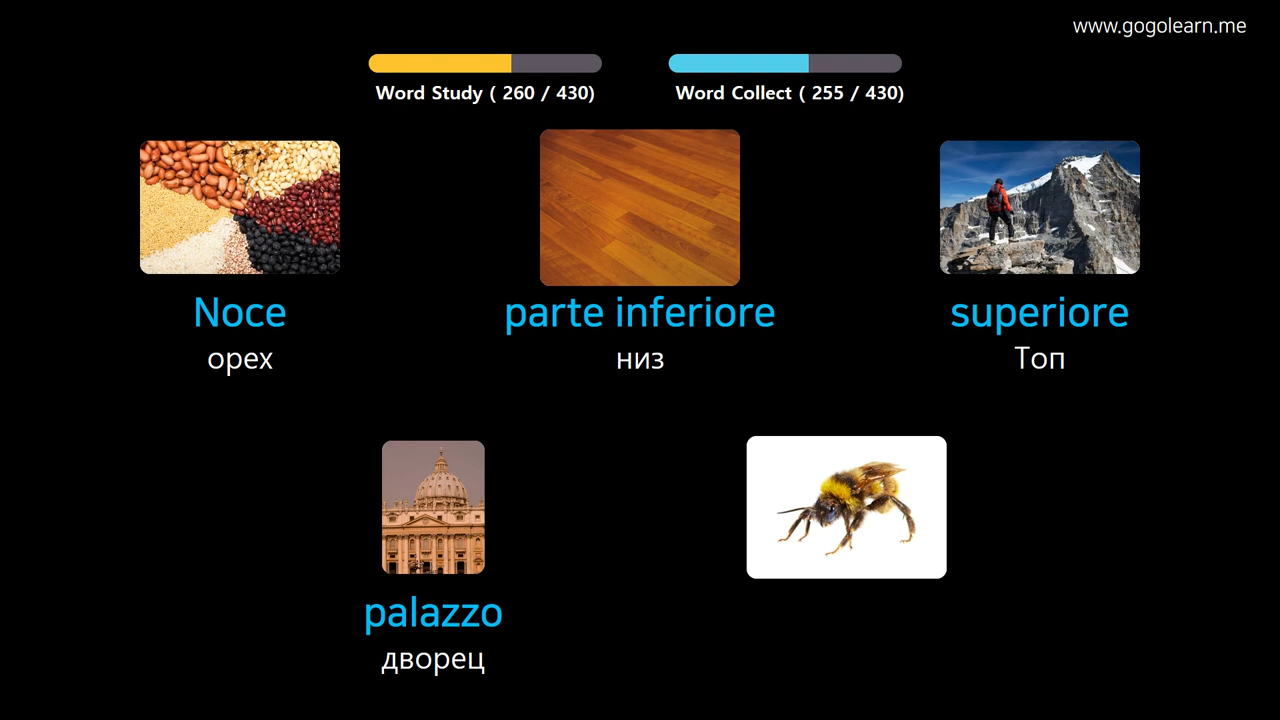 www.gogolearn.me
Word Study ( 260 / 430)
Word Collect ( 255 / 430)
Noce
орех
parte inferiore
низ
superiore
Топ
palazzo
дворец